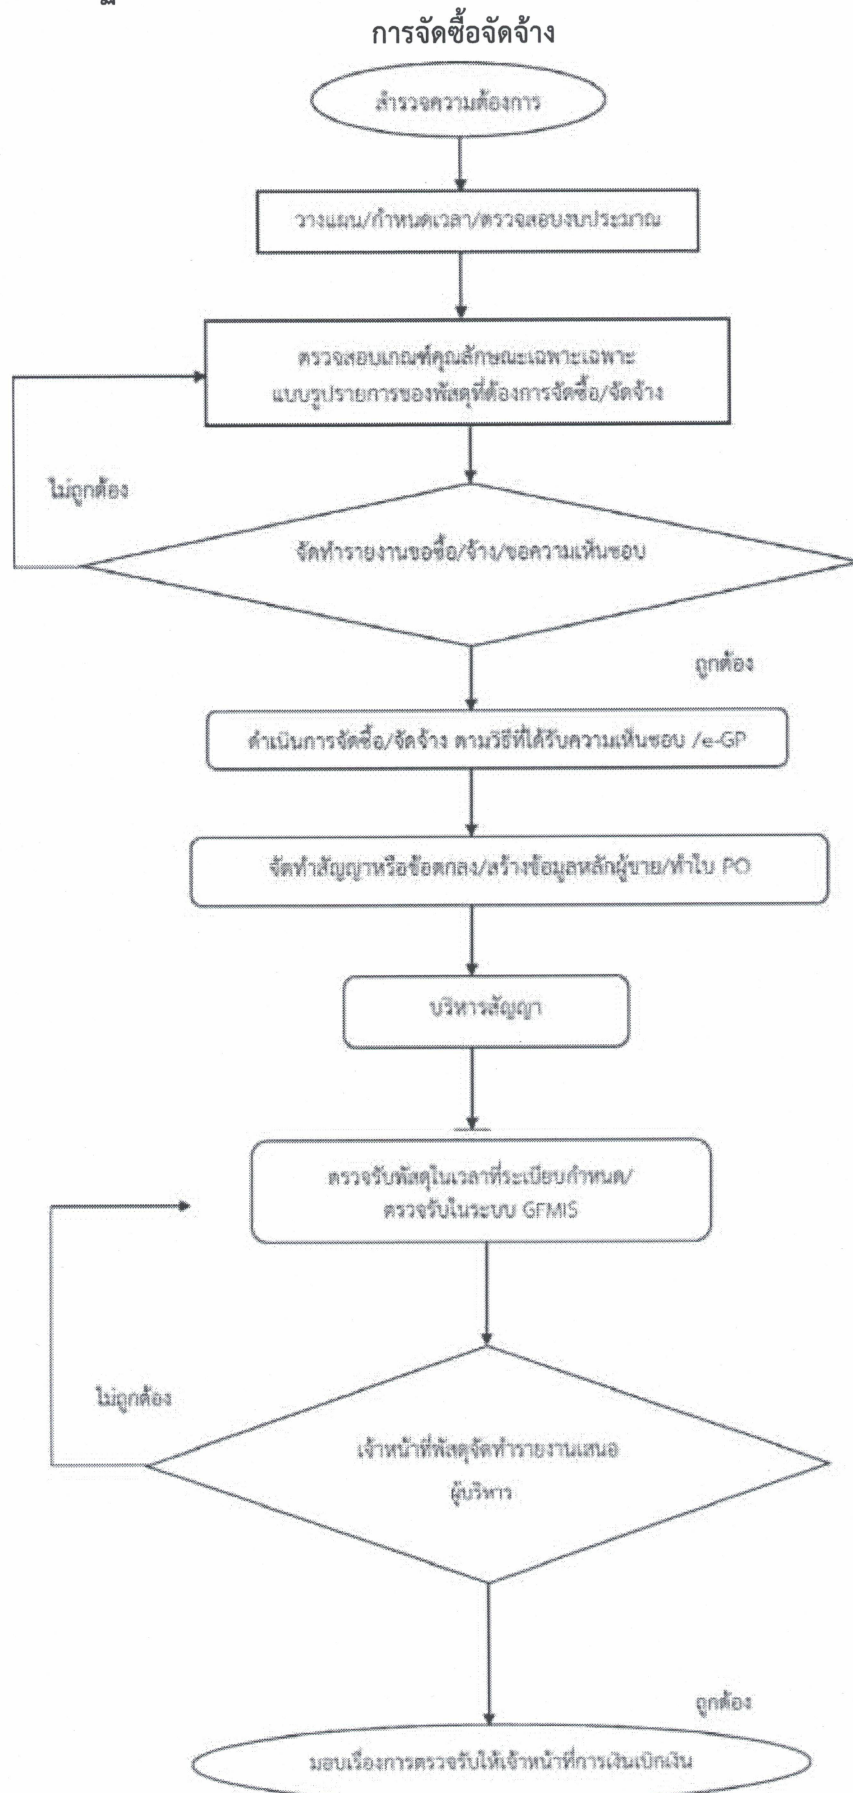 การจัดซื้อจัดจ้าง
สำรวจความต้องการ
วางแผน/กำหนดเวลา/ตรวจสอบงบประมาณ
ตรวจสอบเกณฑ์คุณลักษณะเฉพาะเฉพาะ
แบบรูปรายการของพัสดุที่ต้องการจัดซื้อ/จัดจ้าง
ไม่ถูกต้อง
จัดทำรายงานขอซื้อ/จ้าง/ขอความเห็นชอบ
ถูกต้อง
ดำเนินการจัดซื้อ/จัดจ้าง ตามวิธีที่ได้รับความเห็นชอบ /e-GP
จัดทำสัญญาหรือข้อตกลง/สร้างข้อมูลหลักผู้ขาย/ทำใบ PO
บริหารสัญญา
ตรวจรับพัสดุในเวลาที่ระเบียบกำหนด/
ตรวจรับในระบบ GFMIS
ไม่ถูกต้อง
เจ้าหน้าที่พัสดุจัดทำรายงานเสนอ
ผู้บริหาร
ถูกต้อง
มอบเรื่องการตรวจรับให้เจ้าหน้าที่การเงินเบิกเงิน